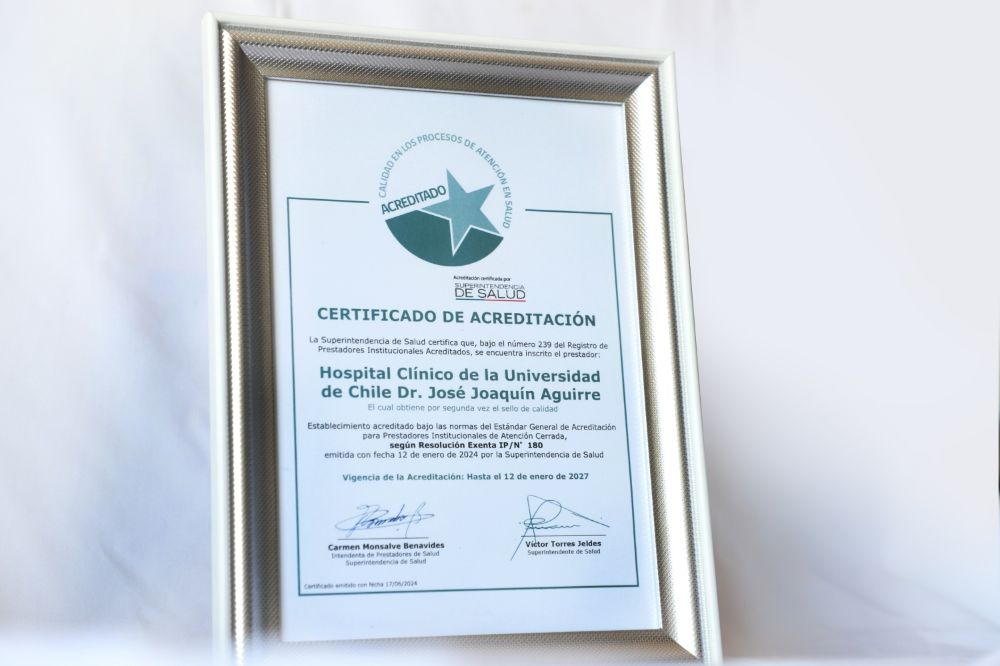 CALIDAD EN LOS PROCESOS DE ATENCIÓN EN SALUD
ACREDITADO
Acreditación certificada por
SUPERINTENDENCIA
DE SALUD
CERTIFICADO DE ACREDITACIÓN
La Superintendencia de Salud certifica que, bajo el número 239 del Registro de
Prestadores Institucionales Acreditados, se encuentra inscrito el prestador:
Hospital Clínico de la Universidad
de Chile Dr. José Joaquín Aguirre
El cual obtiene por segunda vez el sello de calidad
Establecimiento acreditado bajo las normas del Estándar General de Acreditación
para Prestadores Institucionales de Atención Cerrada,
según Resolución Exenta IP/N° 180
emitida con fecha 12 de enero de 2024 por la Superintendencia de Salud
Vigencia de la Acreditación: Hasta el 12 de enero de 2027
Carmen Monsalve Benavides
Intendenta de Prestadores de Salud
Superintendencia de Salud
Víctor Torres Jeldes
Superintendente de Salud
Certificado emitido con fecha 17/06/2024